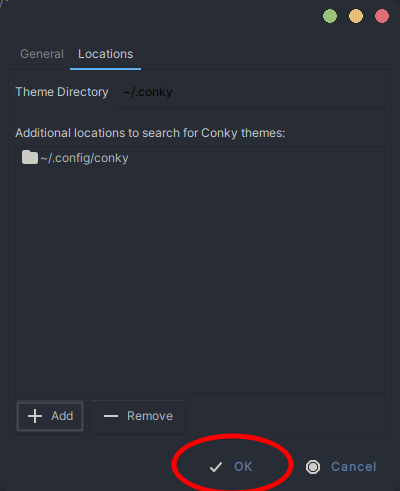 General Locations
Theme Directory ~/.conky
Additional locations to search for Conky themes:
~/.config/conky
Add Remove
OK Cancel